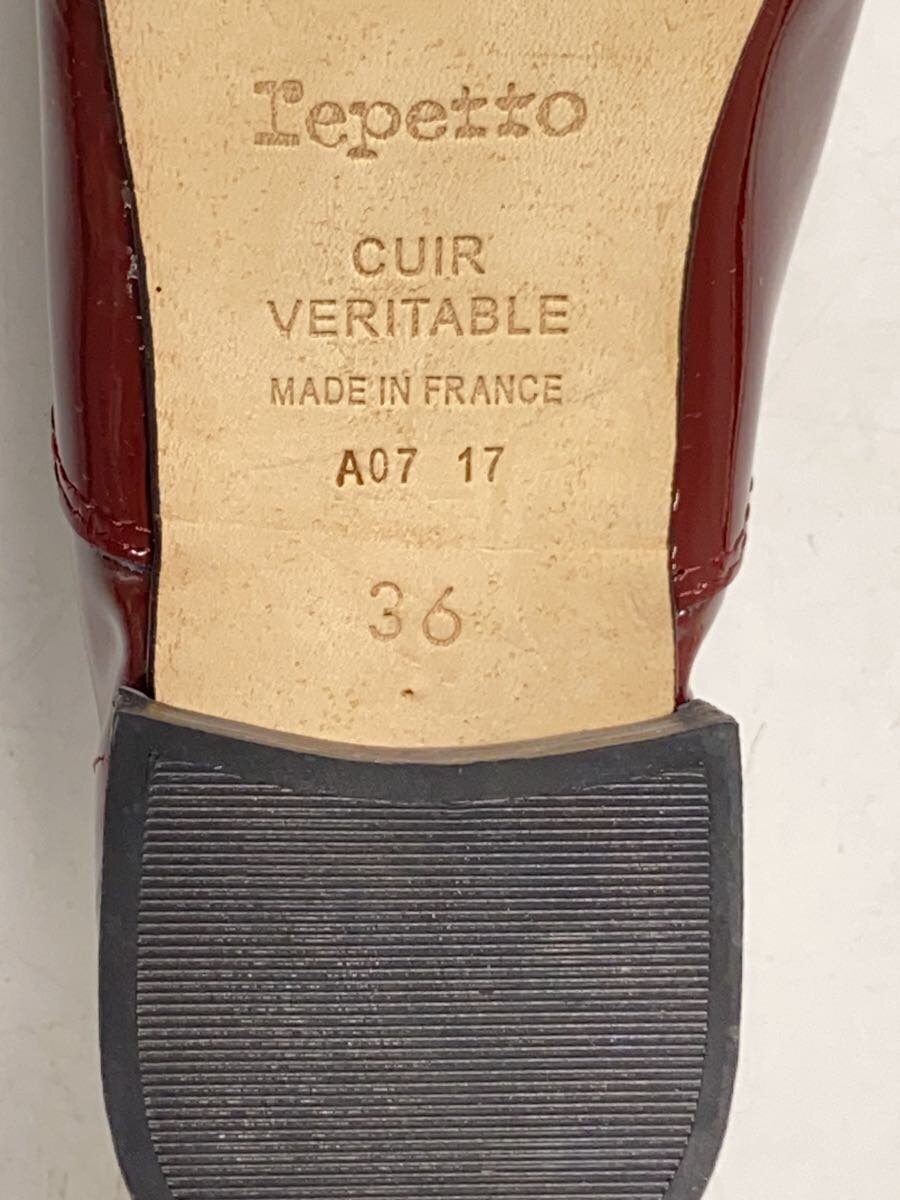 repetto
CUIR
VERITABLE
MADE IN FRANCE
A07 17
36